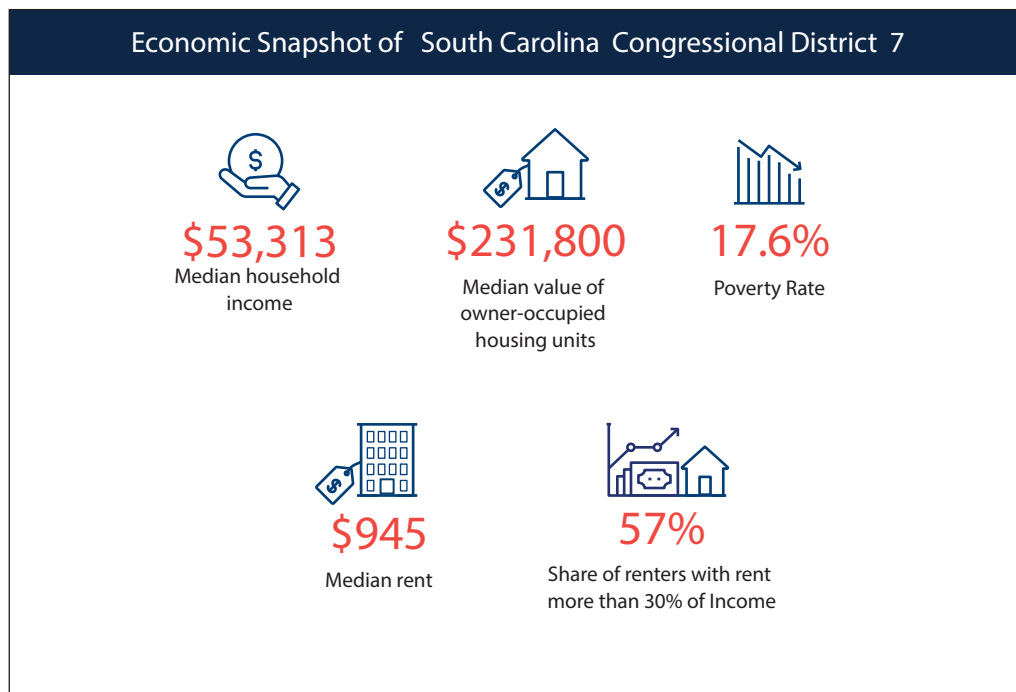 Economic Snapshot of South Carolina Congressional District 7
$
$
$53,313
Median household
income
$231,800
Median value of
owner-occupied
housing units
17.6%
Poverty Rate
$
$945
Median rent
57%
Share of renters with rent
more than 30% of Income